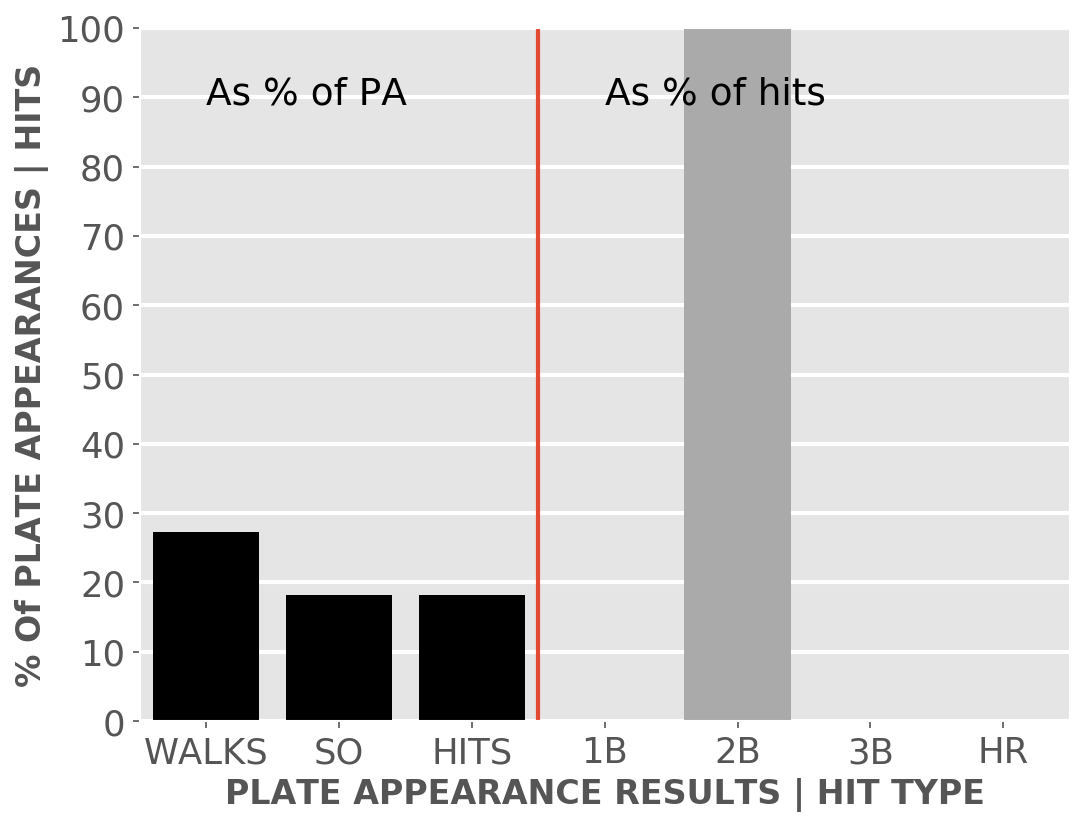 % Of PLATE APPEARANCES | HITS
100
90
80
70
60
50
40
30
20
10
0
As % of PA
As % of hits
WALKS SO HITS 1B 2B 3B HR
PLATE APPEARANCE RESULTS | HIT TYPE